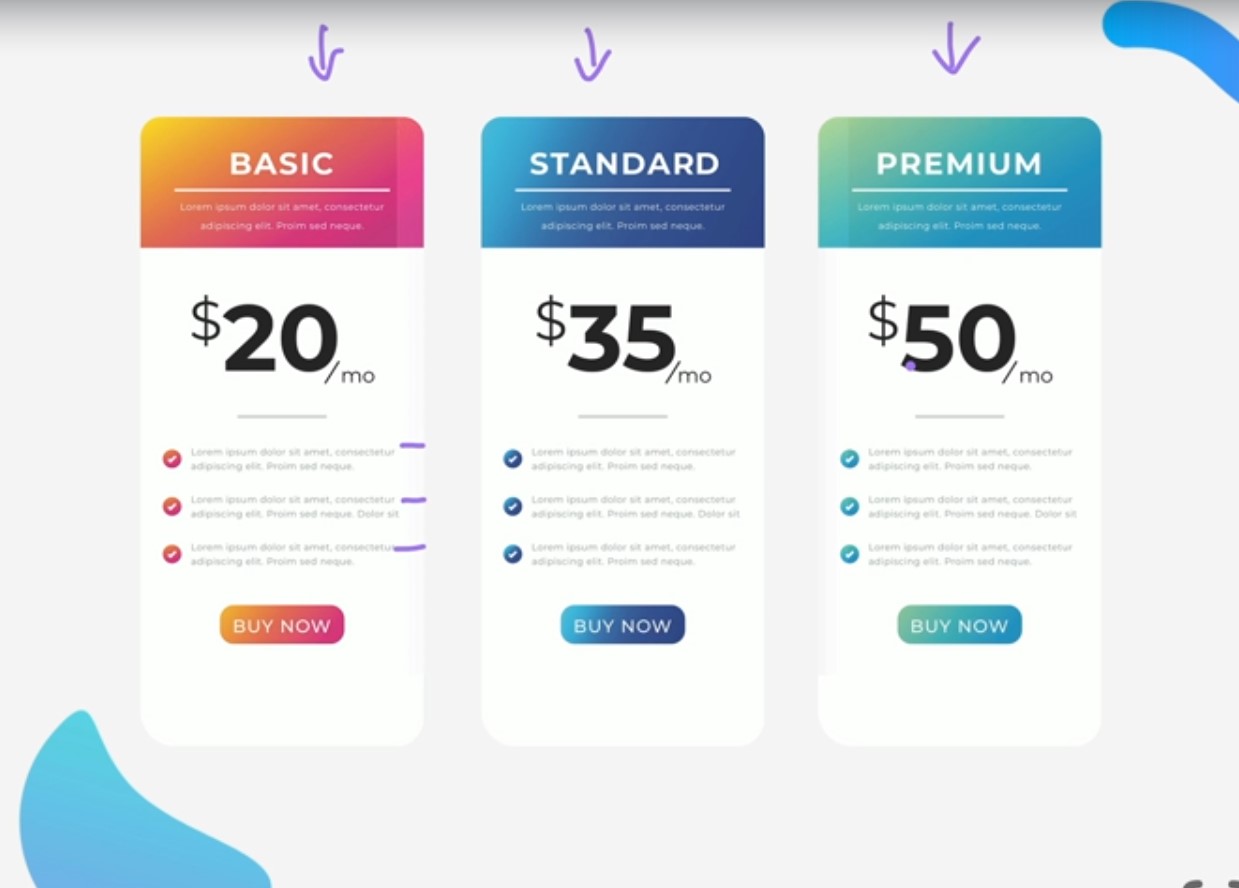 BASIC
Lorem ipsum dolor sit amet, consectetur
adipiscing elit. Proim sed neque.
$20/mo
Lorem ipsum dolor sit amet, consectetur
adipiscing elit. Proim sed neque.
Lorem ipsum dolor sit amet, consectetur
adipiscing elit. Proim sed neque. Dolor sit
Lorem ipsum dolor sit amet, consectetur
adipiscing elit. Proim sed neque.
BUY NOW
STANDARD
Lorem ipsum dolor sit amet, consectetur
adipiscing elit. Proim sed neque.
$35/mo
Lorem ipsum dolor sit amet, consectetur
adipiscing elit. Proim sed neque.
Lorem ipsum dolor sit amet, consectetur
adipiscing elit. Proim sed neque. Dolor sit
Lorem ipsum dolor sit amet, consectetur
adipiscing elit. Proim sed neque.
BUY NOW
PREMIUM
Lorem ipsum dolor sit amet, consectetur
adipiscing elit. Proim sed neque.
$50/mo
Lorem ipsum dolor sit amet, consectetur
adipiscing elit. Proim sed neque.
Lorem ipsum dolor sit amet, consectetur
adipiscing elit. Proim sed neque. Dolor sit
Lorem ipsum dolor sit amet, consectetur
adipiscing elit. Proim sed neque.
BUY NOW